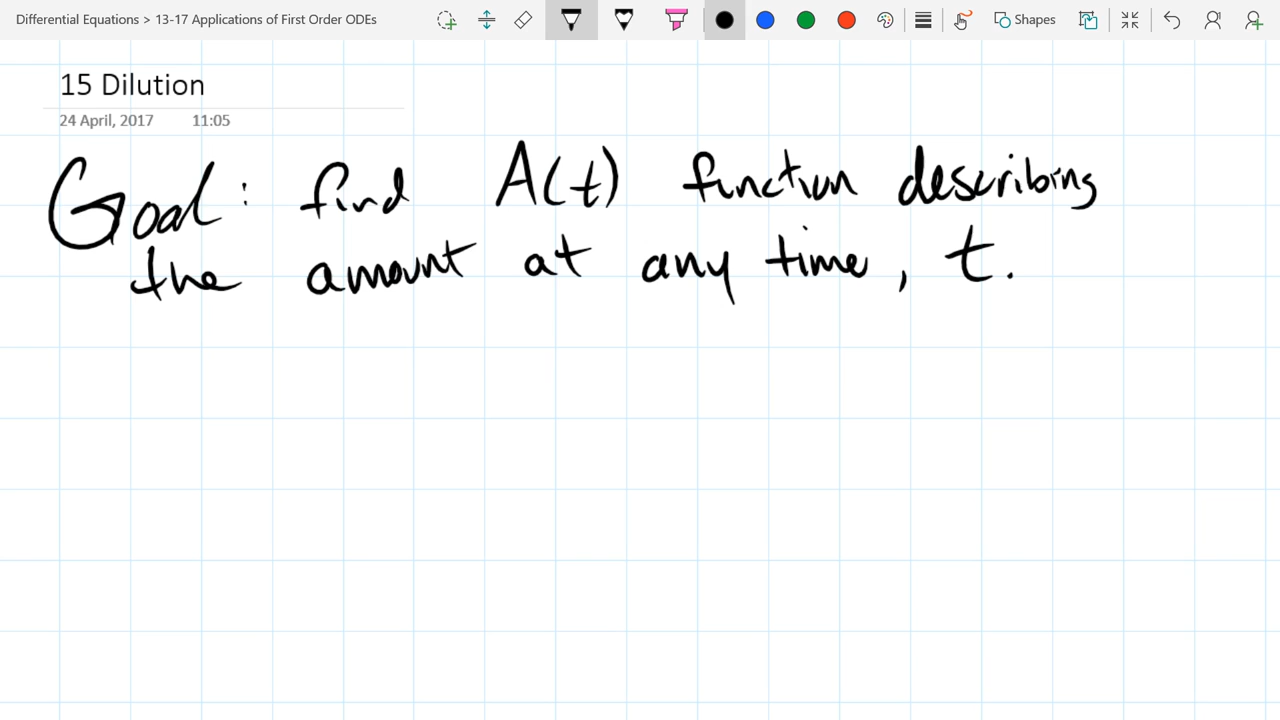 Differential Equations > 13-17 Applications of First Order ODEs
Shapes
15 Dilution
24 April, 2017 11:05
Goal: find A(t) function describing
the amount at any time, t.